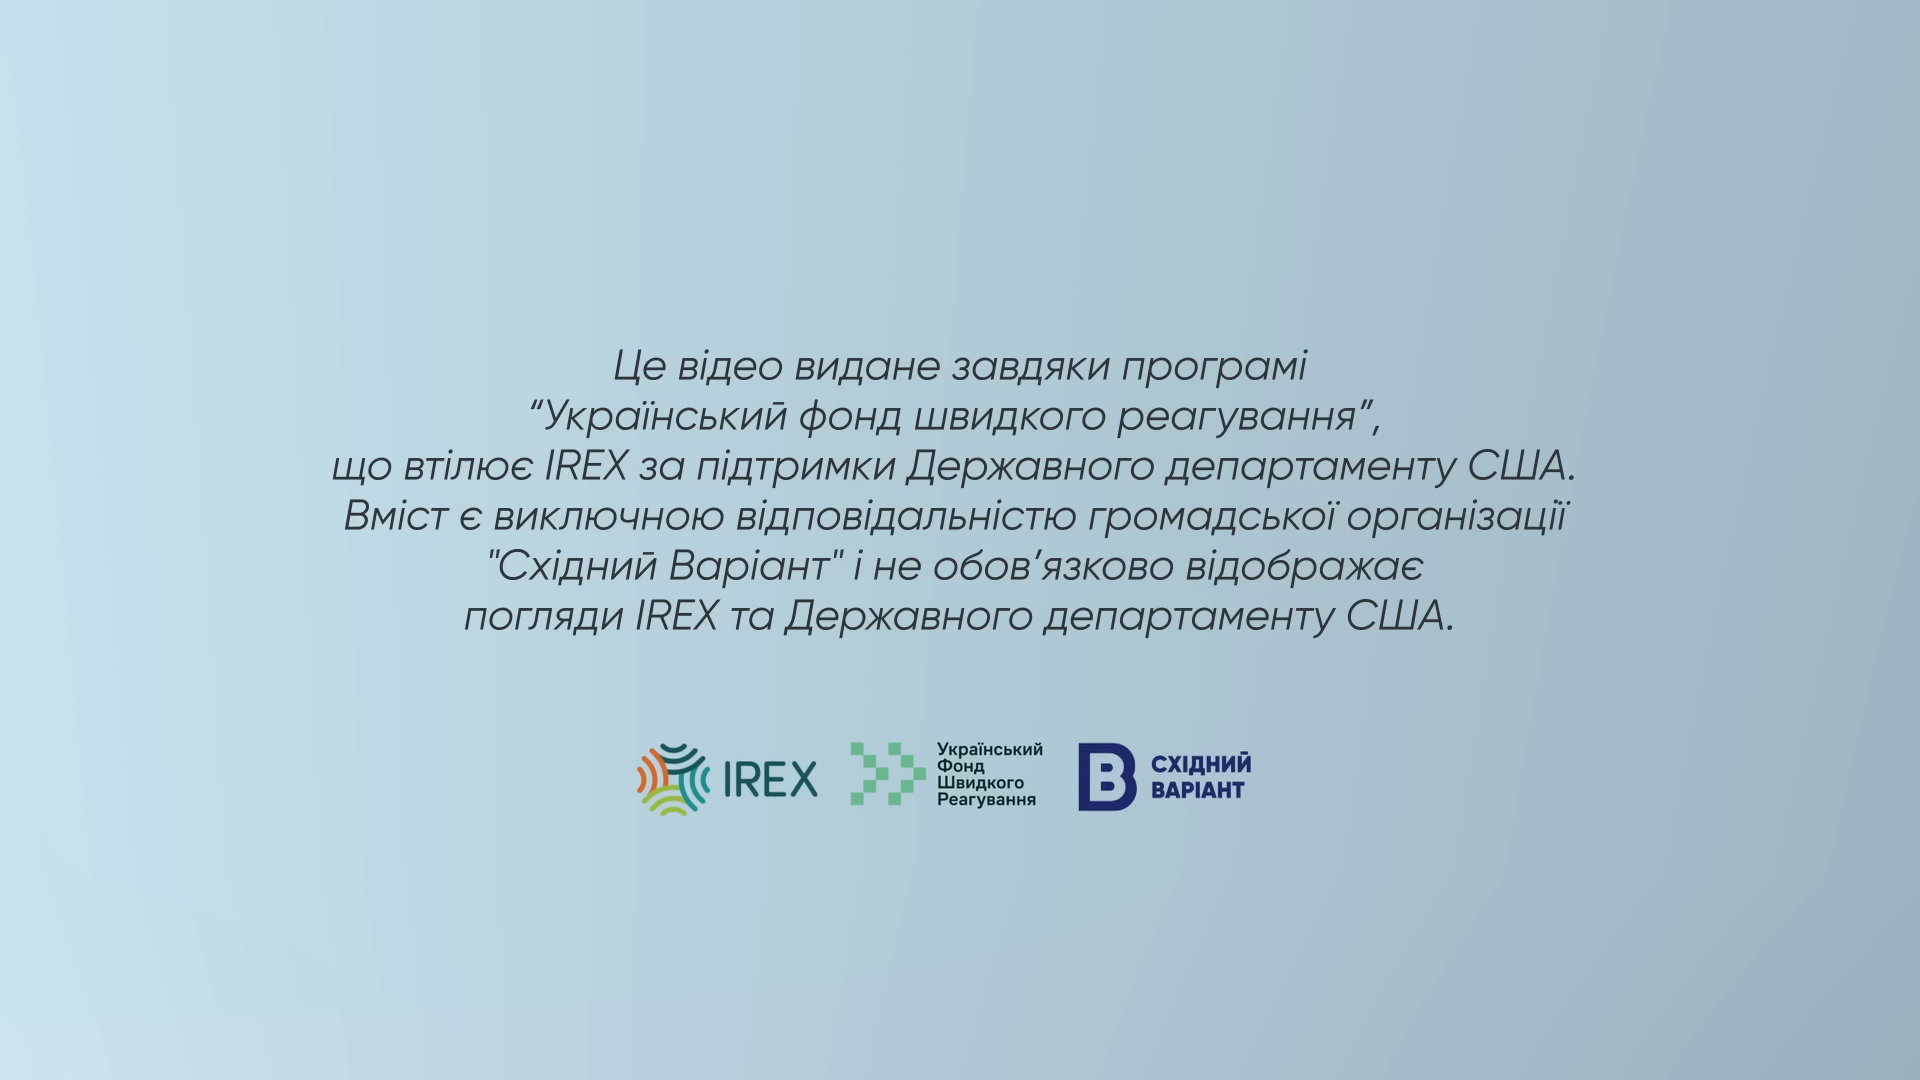 Це відео видане завдяки програмі
“Український фонд швидкого реагування”,
що втілює IREX за підтримки Державного департаменту США.
Вміст є виключною відповідальністю громадської організації
"Східний Варіант" і не обов’язково відображає
погляди IREX та Державного департаменту США.
IREX
Український
Фонд
Швидкого
Реагування
В
СХІДНИЙ
ВАРІАНТ